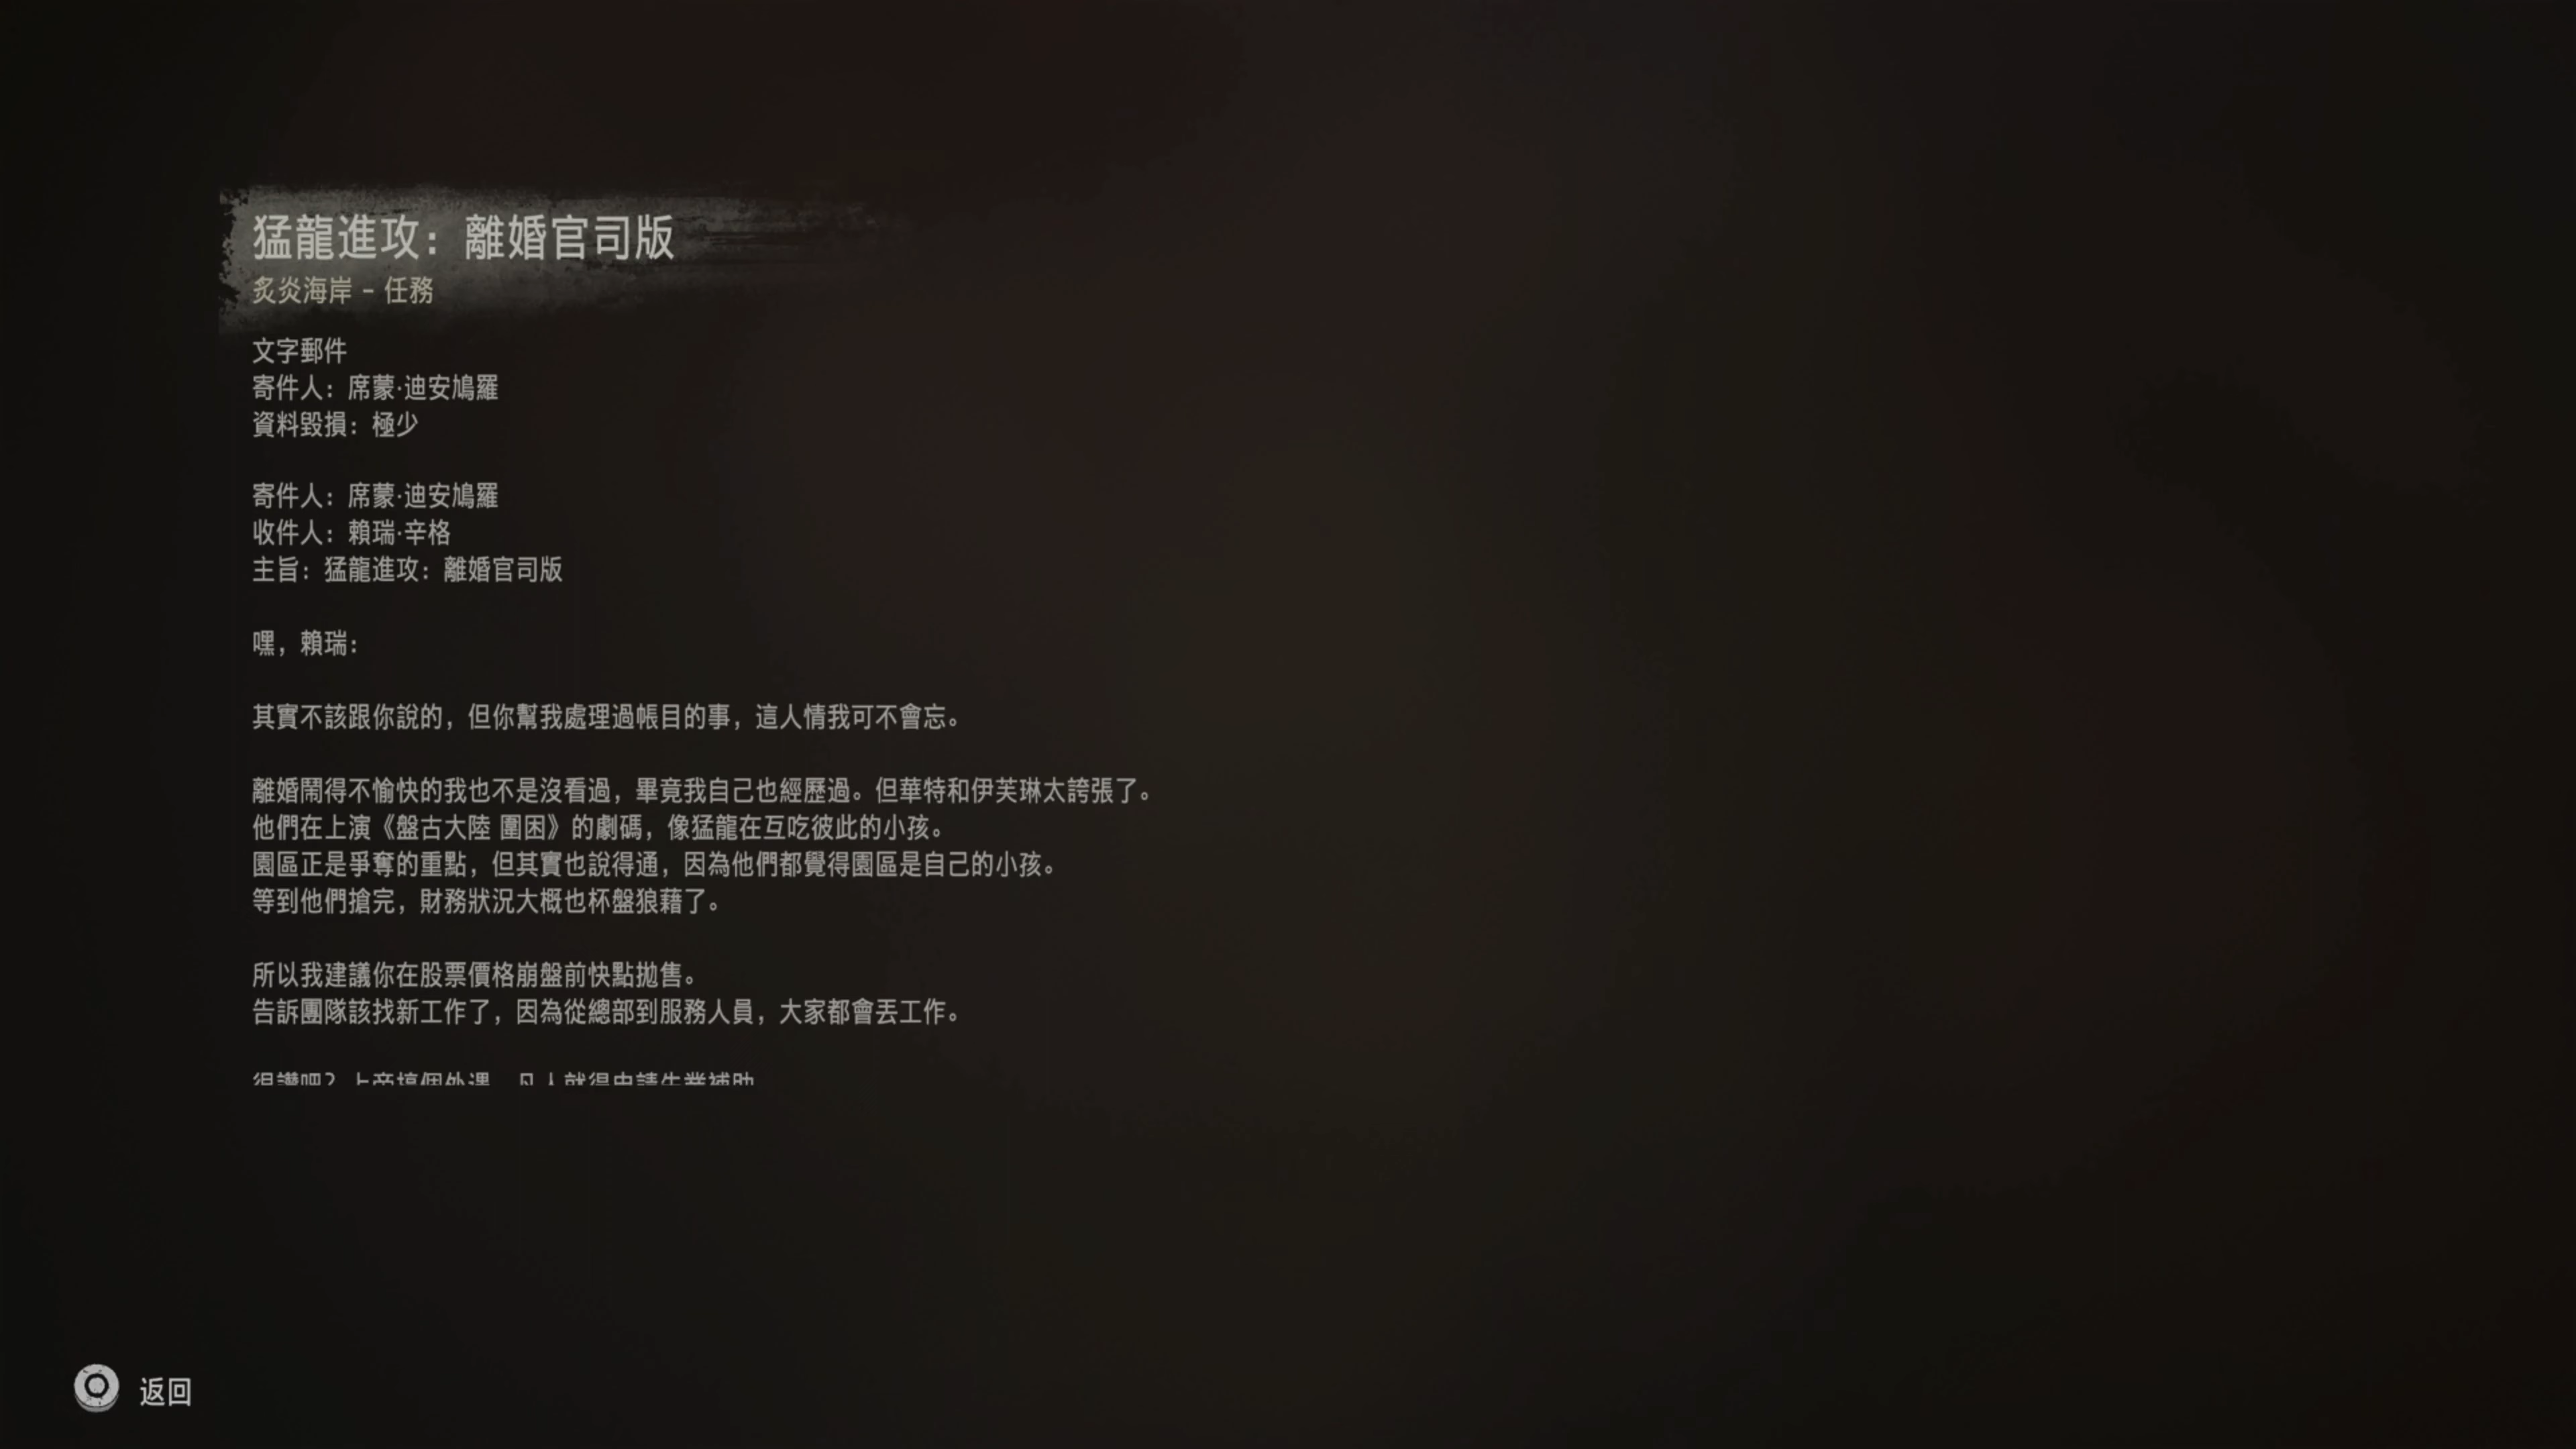 猛龍進攻：離婚官司版
炙炎海岸 – 任務
文字郵件
寄件人：席蒙·迪安鳩羅
資料毀損：極少
寄件人：席蒙·迪安鳩羅
收件人：賴瑞·辛格
主旨：猛龍進攻：離婚官司版
嘿，賴瑞：
其實不該跟你說的，但你幫我處理過帳目的事，這人情我可不會忘。
離婚鬧得不愉快的我也不是沒看過，畢竟我自己也經歷過。但華特和伊芙琳太誇張了。
他們在上演《盤古大陸 圍困》的劇碼，像猛龍在互吃彼此的小孩。
園區正是爭奪的重點，但其實也說得通，因為他們都覺得園區是自己的小孩。
等到他們搶完，財務狀況大概也杯盤狼藉了。
所以我建議你在股票價格崩盤前快點拋售。
告訴團隊該找新工作了，因為從總部到服務人員，大家都會丟工作。
返回